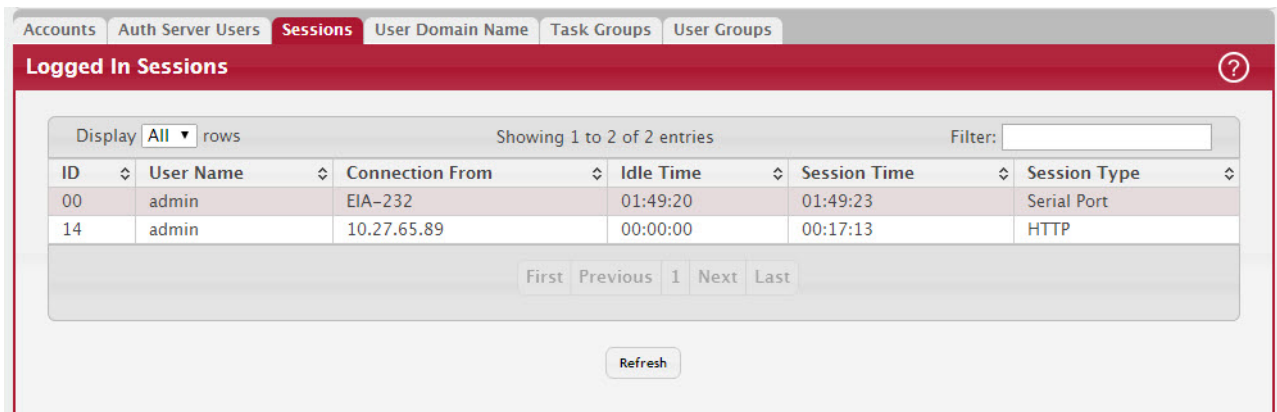 Accounts Auth Server Users Sessions User Domain Name Task Groups User Groups
Logged In Sessions ?
Display All rows Showing 1 to 2 of 2 entries Filter:
ID User Name Connection From Idle Time Session Time Session Type
00 admin EIA-232 01:49:20 01:49:23 Serial Port
14 admin 10.27.65.89 00:00:00 00:17:13 HTTP
First Previous 1 Next Last
Refresh